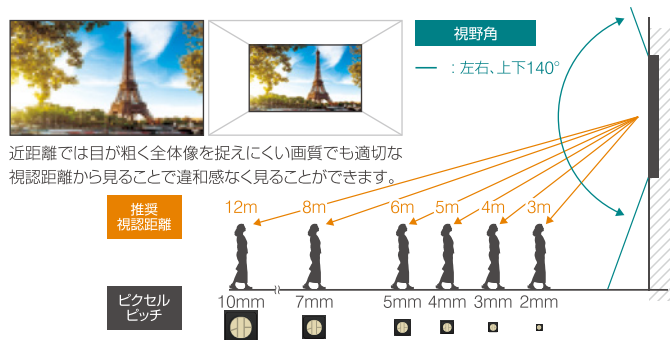 視野角
：左右、上下140°
近距離では目が粗く全体像を捉えにくい画質でも適切な
視認距離から見ることで違和感なく見ることができます。
推奨
視認距離
12m 8m 6m 5m 4m 3m
ピクセル
ピッチ
10mm 7mm 5mm 4mm 3mm 2mm